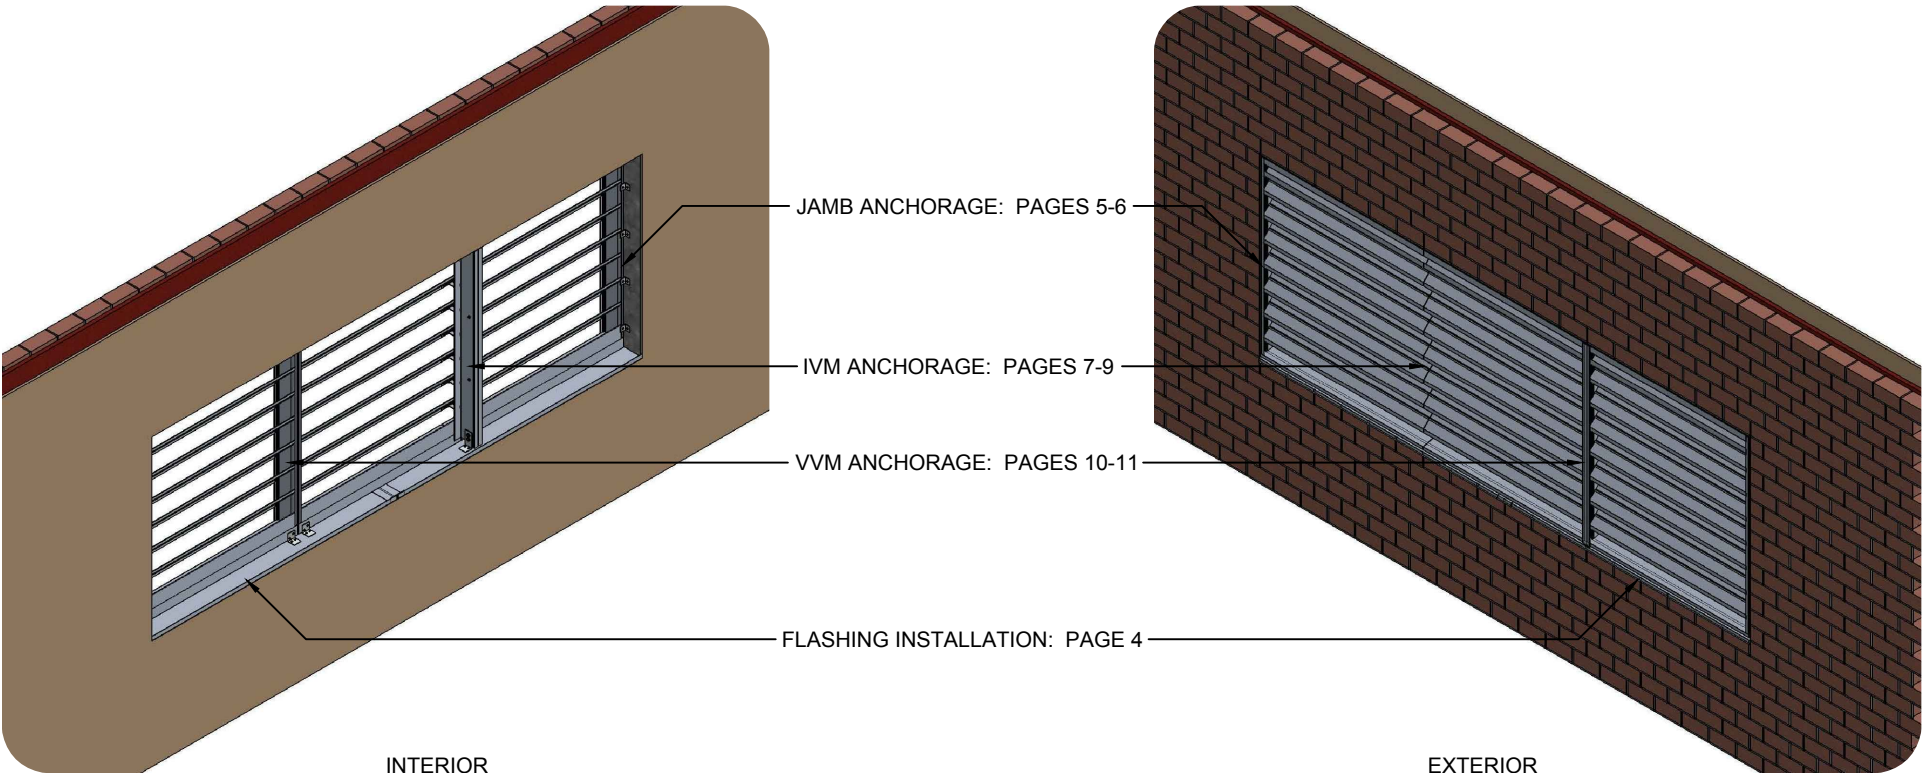 JAMB ANCHORAGE: PAGES 5-6
IVM ANCHORAGE: PAGES 7-9
VVM ANCHORAGE: PAGES 10-11
FLASHING INSTALLATION: PAGE 4
INTERIOR
EXTERIOR